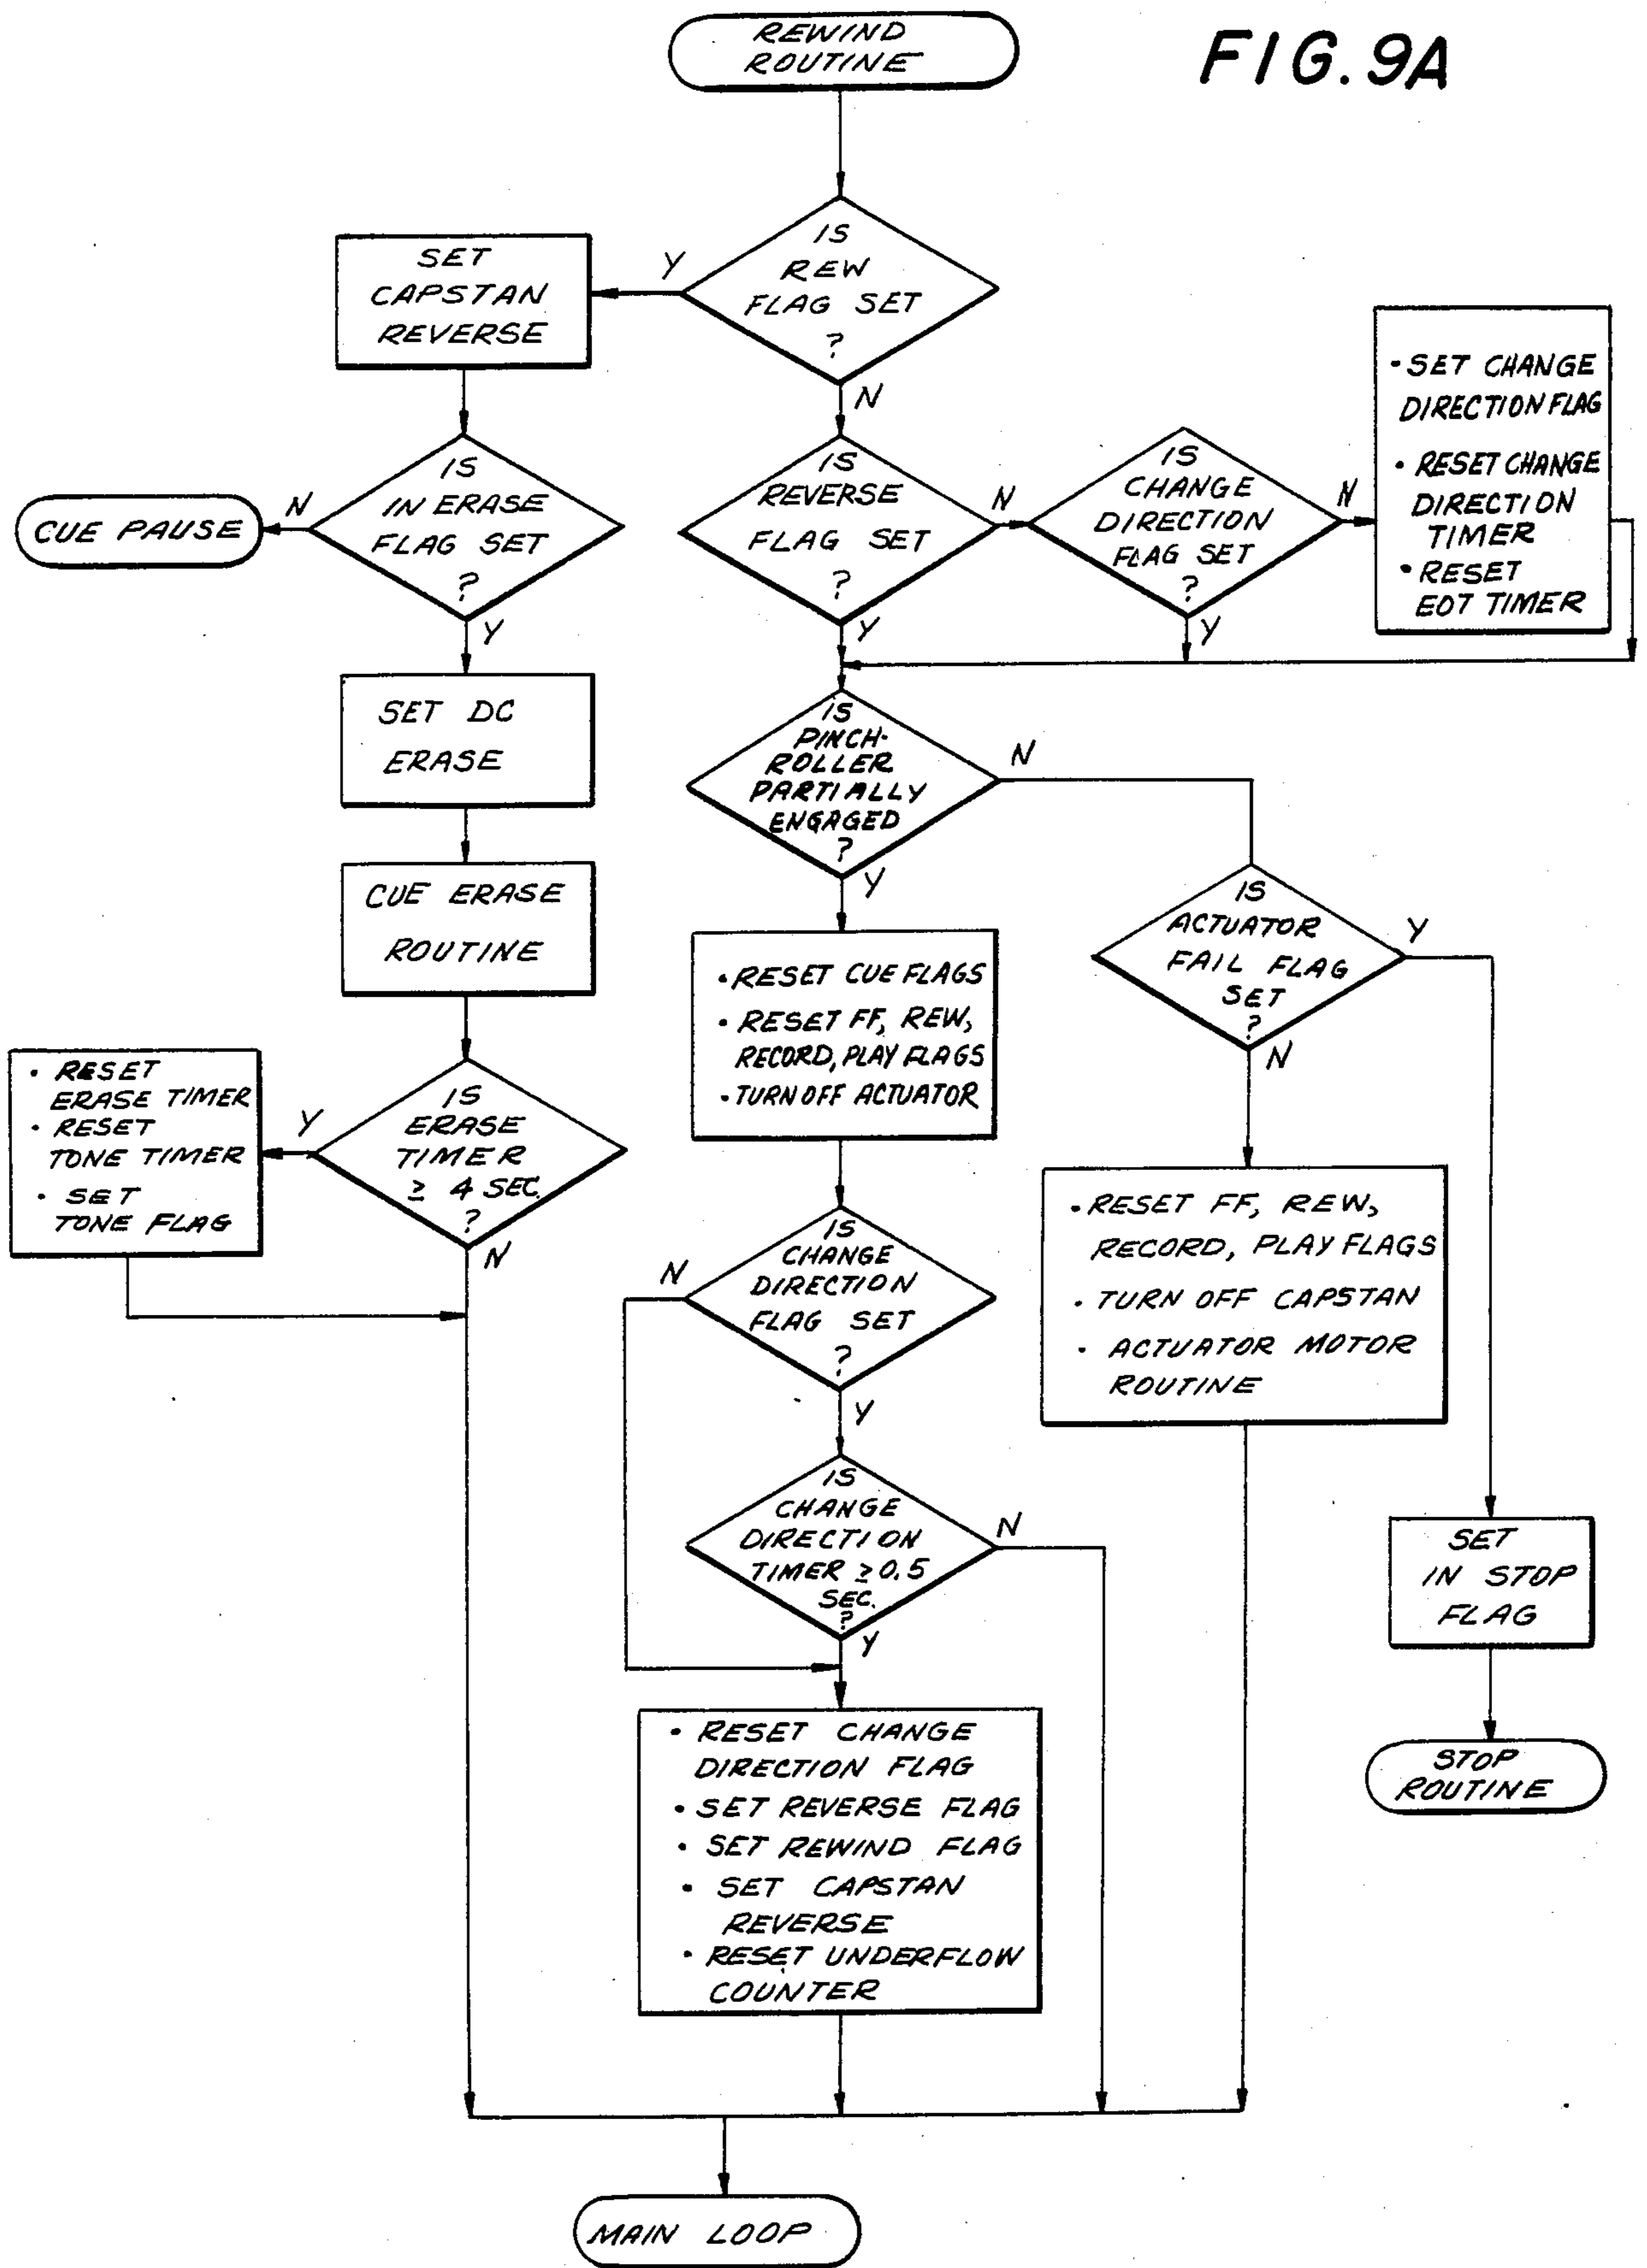 FIG. 9A
REWIND
ROUTINE
IS
REW
FLAG SET
?
Y
N
SET
CAPSTAN
REVERSE
IS
IN ERASE
FLAG SET
?
N
Y
CUE PAUSE
IS
REVERSE
FLAG SET
?
N
Y
IS
CHANGE
DIRECTION
FLAG SET
?
N
Y
• SET CHANGE
DIRECTION FLAG
• RESET CHANGE
DIRECTION
TIMER
• RESET
EOT TIMER
SET DC
ERASE
CUE ERASE
ROUTINE
IS
ERASE
TIMER
≥ 4 SEC.
?
Y
N
• RESET
ERASE TIMER
• RESET
TONE TIMER
• SET
TONE FLAG
IS
PINCH-
ROLLER
PARTIALLY
ENGAGED
?
N
Y
• RESET CUE FLAGS
• RESET FF, REW,
RECORD, PLAY FLAGS
• TURN OFF ACTUATOR
IS
ACTUATOR
FAIL FLAG
SET
?
Y
N
• RESET FF, REW,
RECORD, PLAY FLAGS
• TURN OFF CAPSTAN
• ACTUATOR MOTOR
ROUTINE
IS
CHANGE
DIRECTION
FLAG SET
?
N
Y
IS
CHANGE
DIRECTION
TIMER ≥ 0.5
SEC.
?
N
Y
SET
IN STOP
FLAG
STOP
ROUTINE
• RESET CHANGE
DIRECTION FLAG
• SET REVERSE FLAG
• SET REWIND FLAG
• SET CAPSTAN
REVERSE
• RESET UNDERFLOW
COUNTER
MAIN LOOP